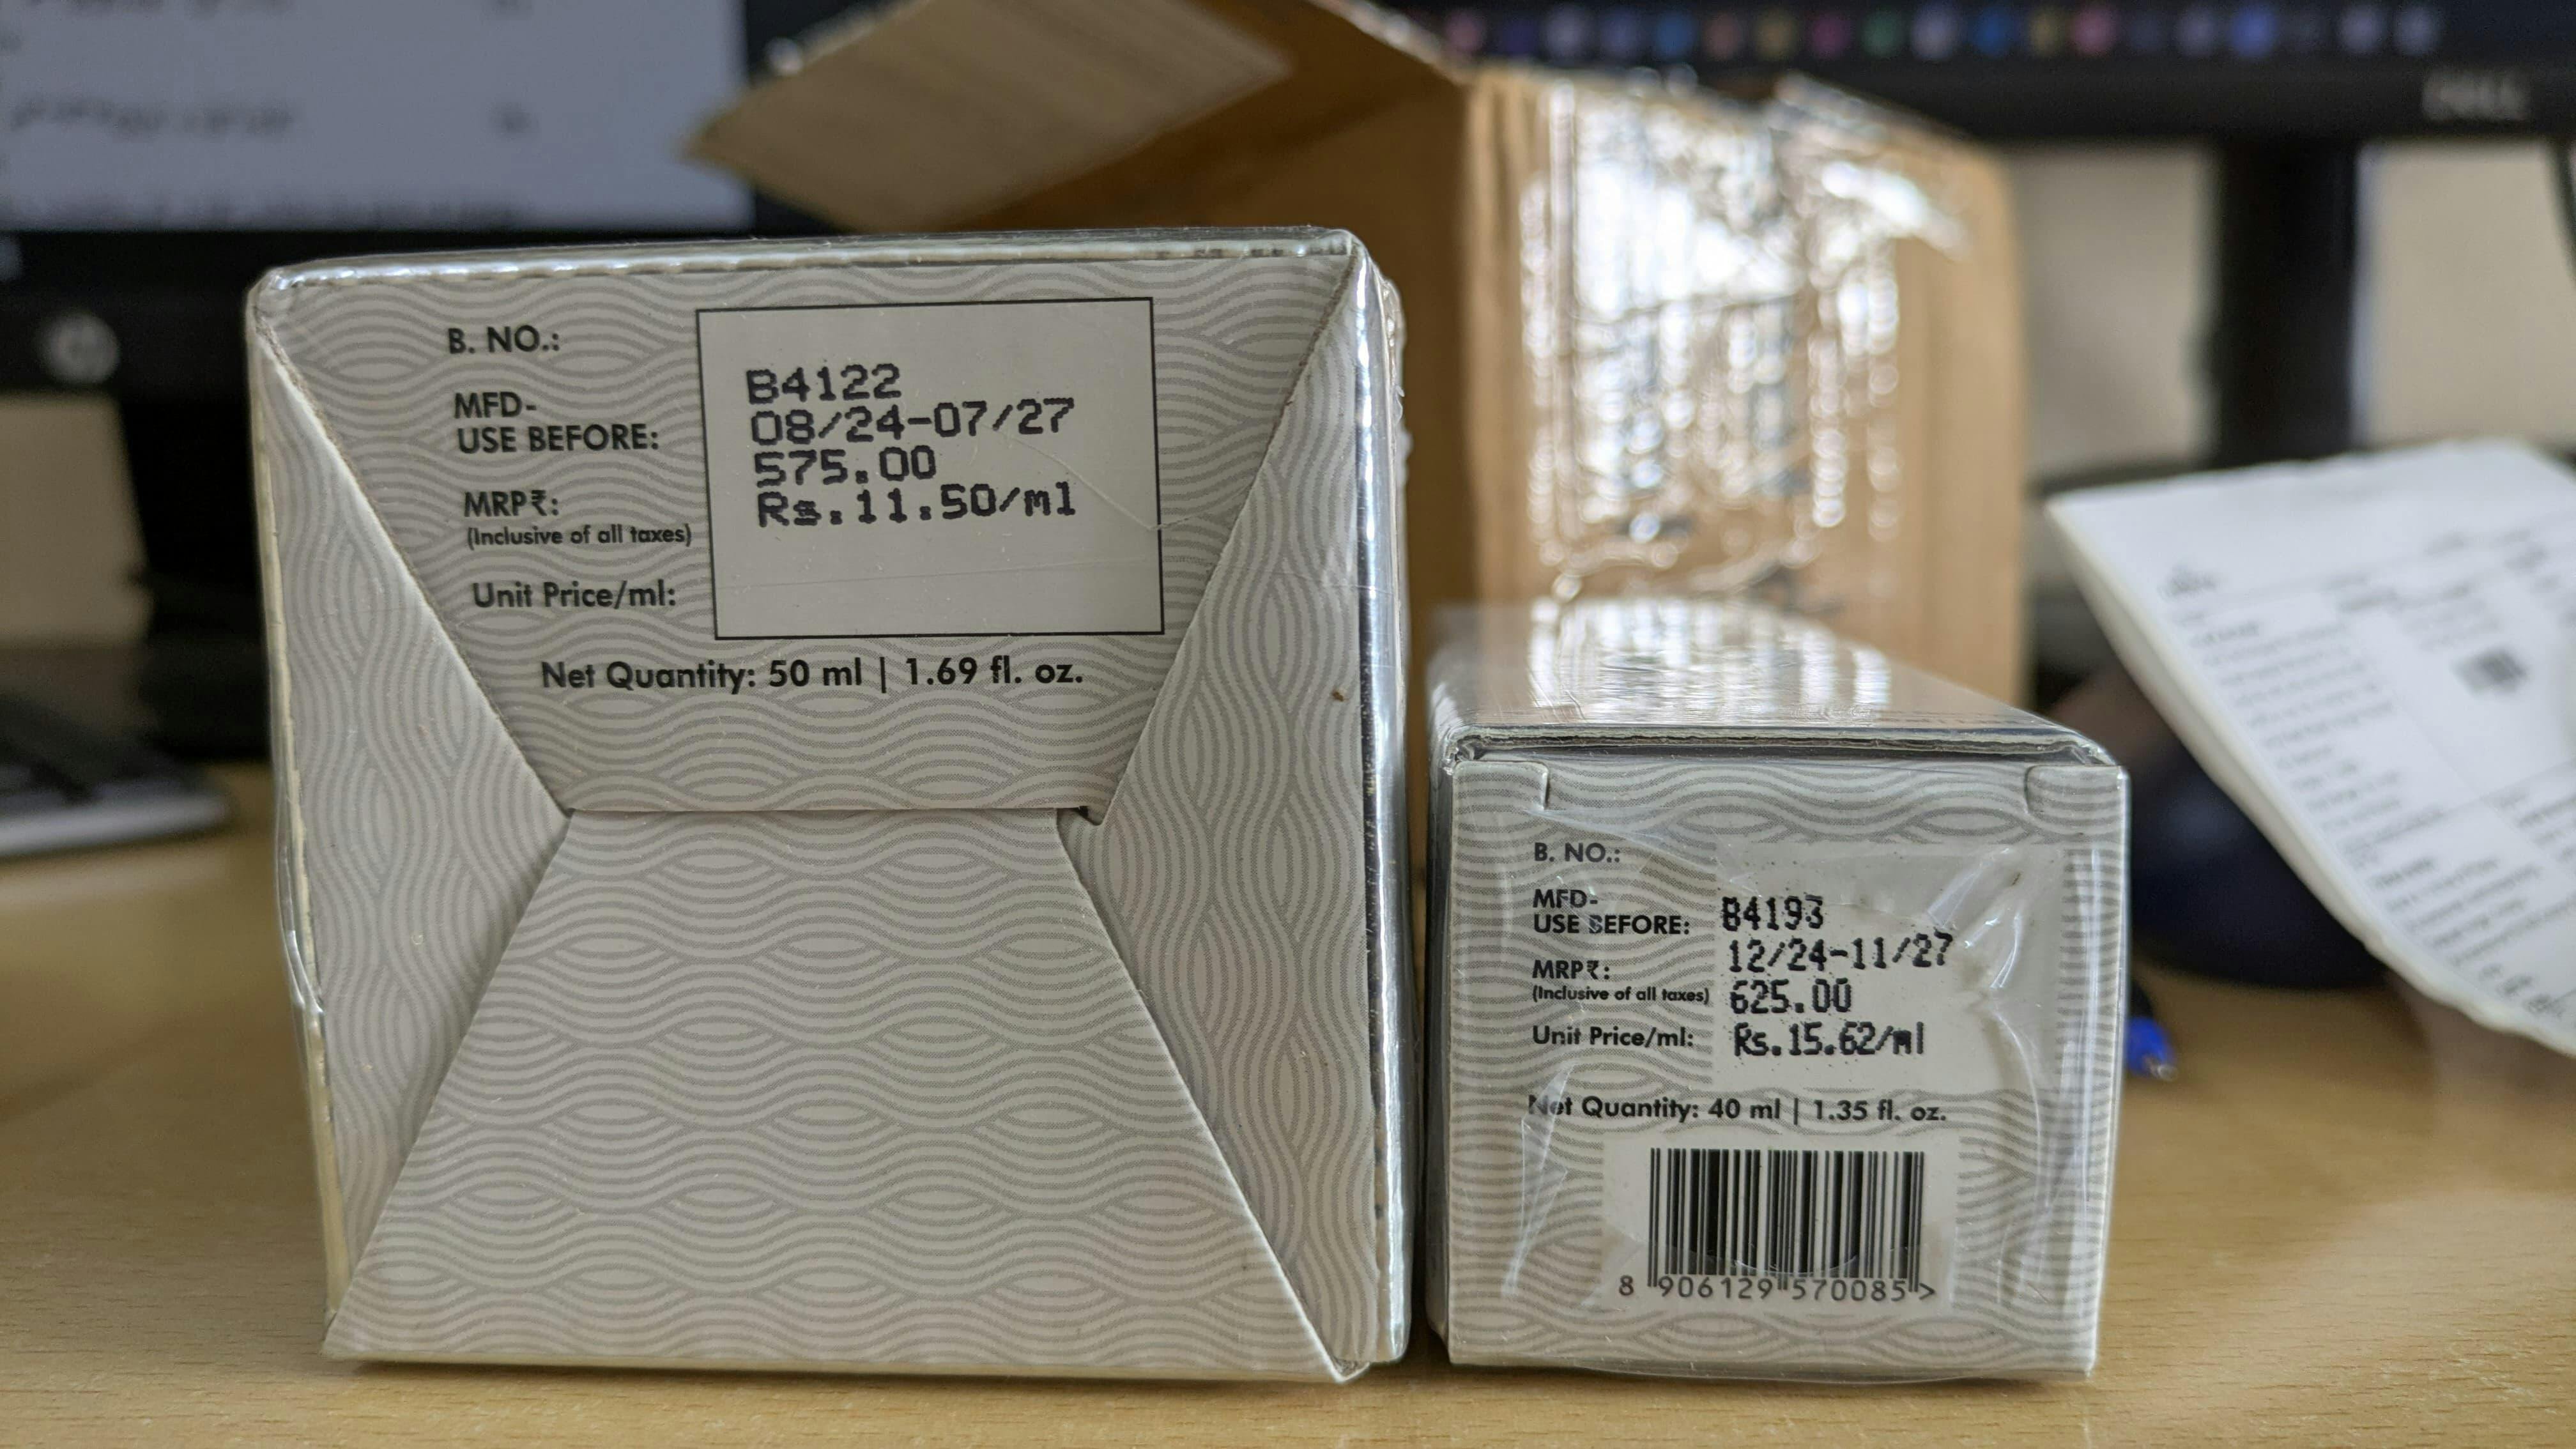 B. NO.:
MFD-
USE BEFORE:
MRP₹:
(Inclusive of all taxes)
Unit Price/ml:
B4122
08/24-07/27
575.00
Rs.11.50/ml
Net Quantity: 50 ml | 1.69 fl. oz.
B. NO.:
MFD-
USE BEFORE:
MRP₹:
(Inclusive of all taxes)
Unit Price/ml:
B4193
12/24-11/27
625.00
Rs.15.62/ml
Net Quantity: 40 ml | 1.35 fl. oz.
8 906129 570085 >
DELL